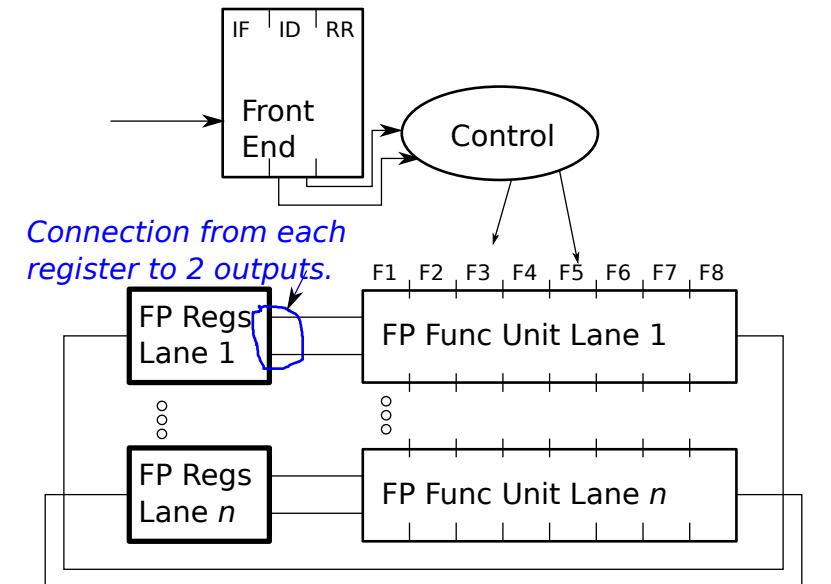 IF ID RR
Front
End
Control
Connection from each
register to 2 outputs.
F1 F2 F3 F4 F5 F6 F7 F8
FP Regs
Lane 1
FP Func Unit Lane 1
FP Regs
Lane n
FP Func Unit Lane n